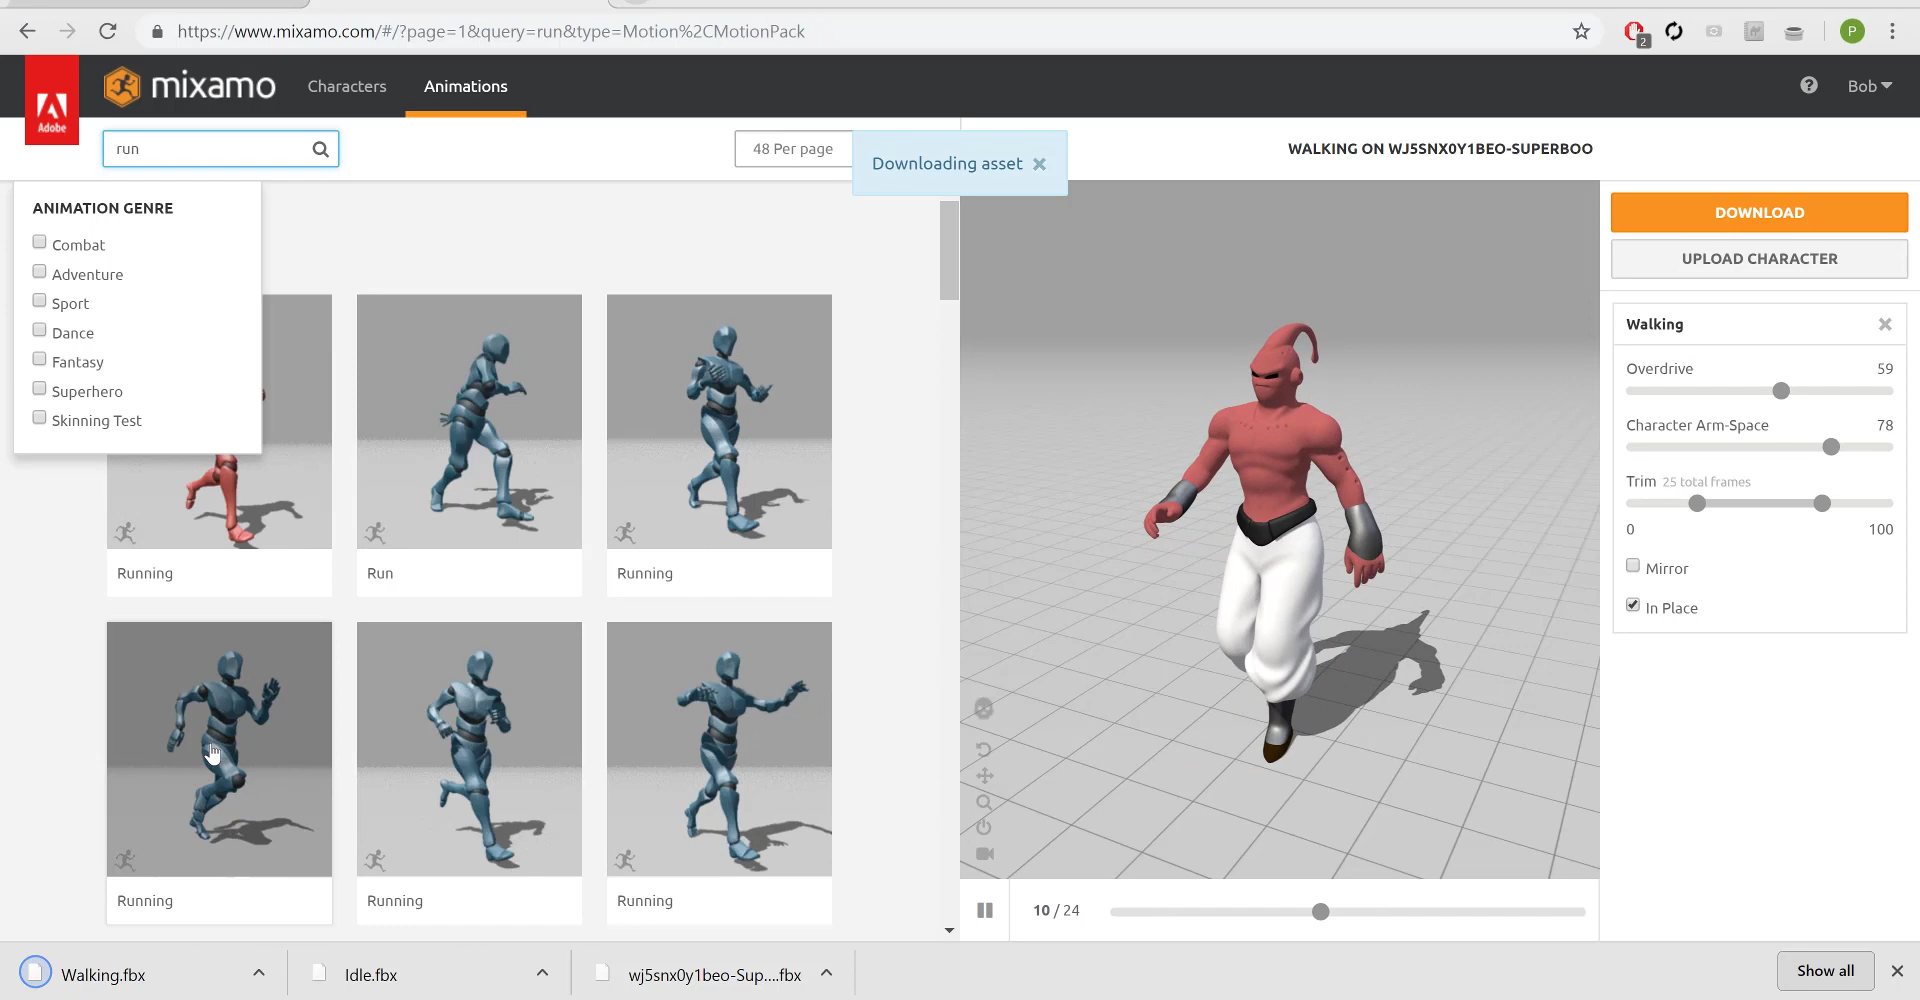 https://www.mixamo.com/#/?page=1&query=run&type=Motion%2CMotionPack
2
P
Adobe
mixamo
Characters
Animations
?
Bob
run
48 Per page
Downloading asset
WALKING ON WJ5SNX0Y1BEO-SUPERBOO
ANIMATION GENRE
Combat
Adventure
Sport
Dance
Fantasy
Superhero
Skinning Test
Running
Run
Running
Running
Running
Running
DOWNLOAD
UPLOAD CHARACTER
Walking
Overdrive 59
Character Arm-Space 78
Trim 25 total frames
0 100
Mirror
In Place
10 / 24
Walking.fbx
Idle.fbx
wj5snx0y1beo-Sup....fbx
Show all